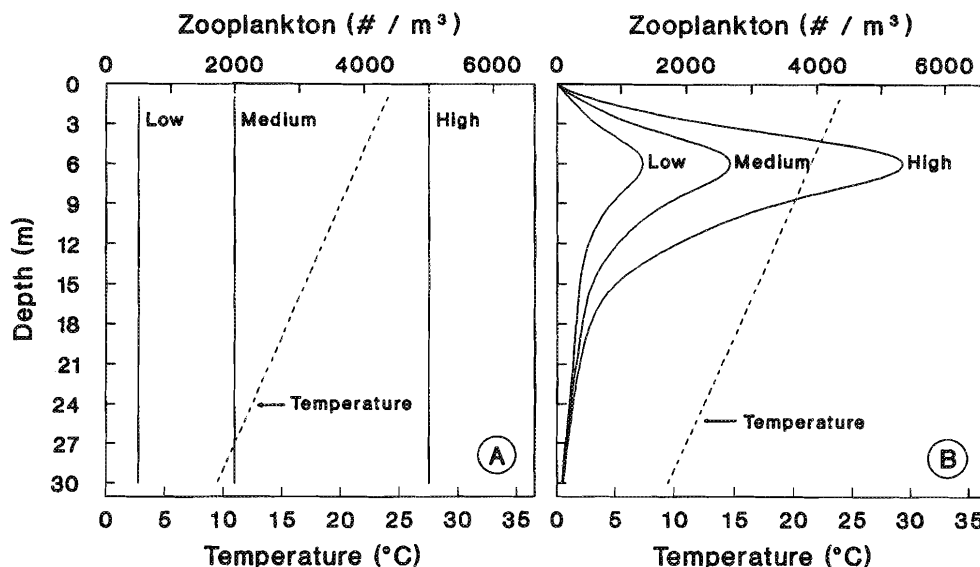 Zooplankton (# / m³)
0 2000 4000 6000
0
3
6
9
12
15
18
21
24
27
30
Depth (m)
Low Medium High
Temperature
A
0 5 10 15 20 25 30 35
Temperature (°C)
Zooplankton (# / m³)
0 2000 4000 6000
Low Medium High
Temperature
B
0 5 10 15 20 25 30 35
Temperature (°C)